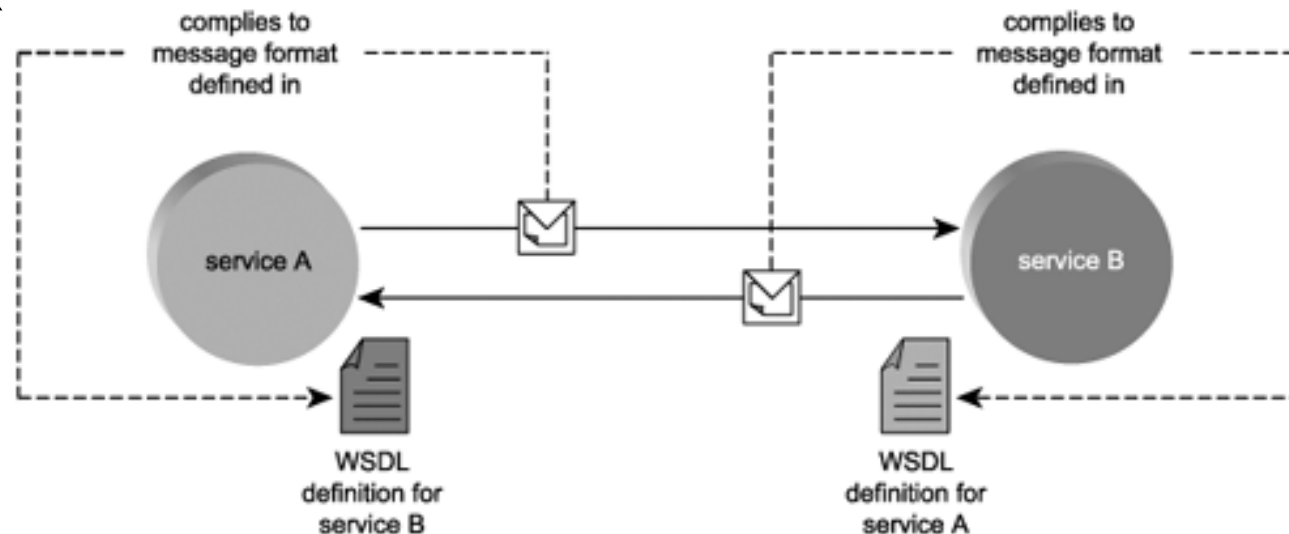 complies to
message format
defined in
complies to
message format
defined in
service A
service B
WSDL
definition for
service B
WSDL
definition for
service A